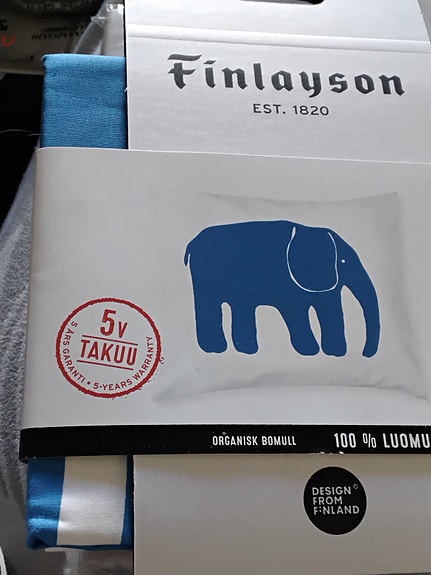 Finlayson
EST. 1820
5v
TAKUU
5 ÅRS GARANTI • 5-YEARS WARRANTY
ORGANISK BOMULL 100 % LUOMU
DESIGN
FROM
FINLAND